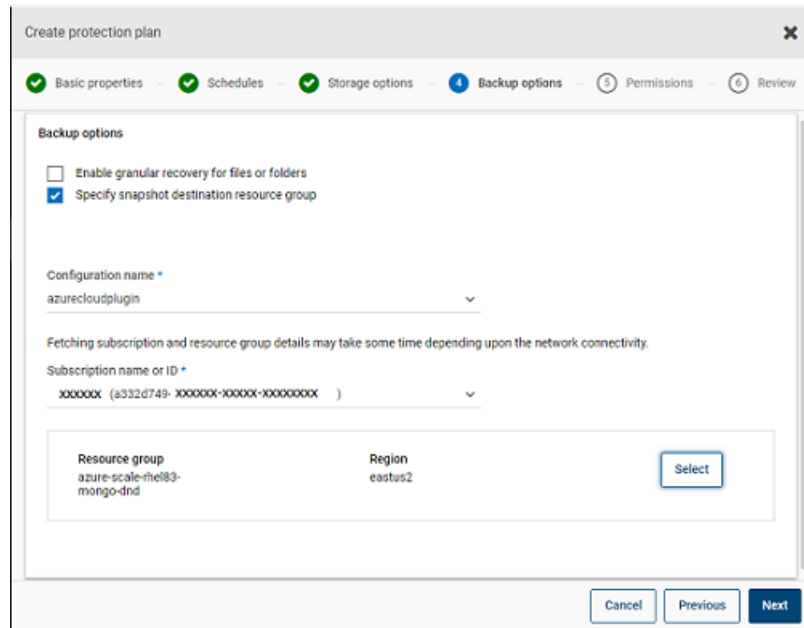 Create protection plan
Basic properties – Schedules – Storage options – 4 Backup options – 5 Permissions – 6 Review
Backup options
Enable granular recovery for files or folders
Specify snapshot destination resource group
Configuration name *
azurecloudplugin
Fetching subscription and resource group details may take some time depending upon the network connectivity.
Subscription name or ID *
XXXXXX (a332d749- XXXXXX-XXXXX-XXXXXXXX )
Resource group Region
azure-scale-rhel83- eastus2
mongo-dnd
Select
Cancel Previous Next